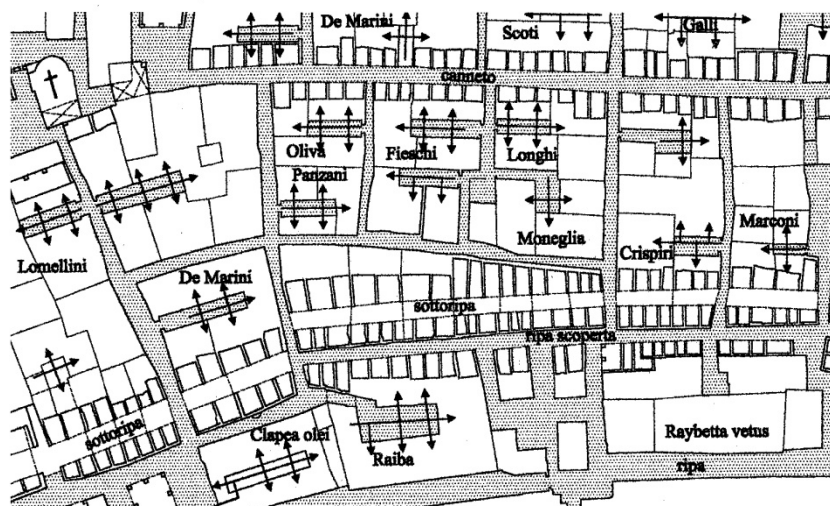 De Marini
Scoti
Galli
canneto
Oliva
Fieschi
Longhi
Panzani
Moneglia
Marconi
Crispiri
Lomellini
De Marini
sottoripa
ripa scoperta
sottoripa
Clapea olei
Raiba
Raybetta vetus
ripa